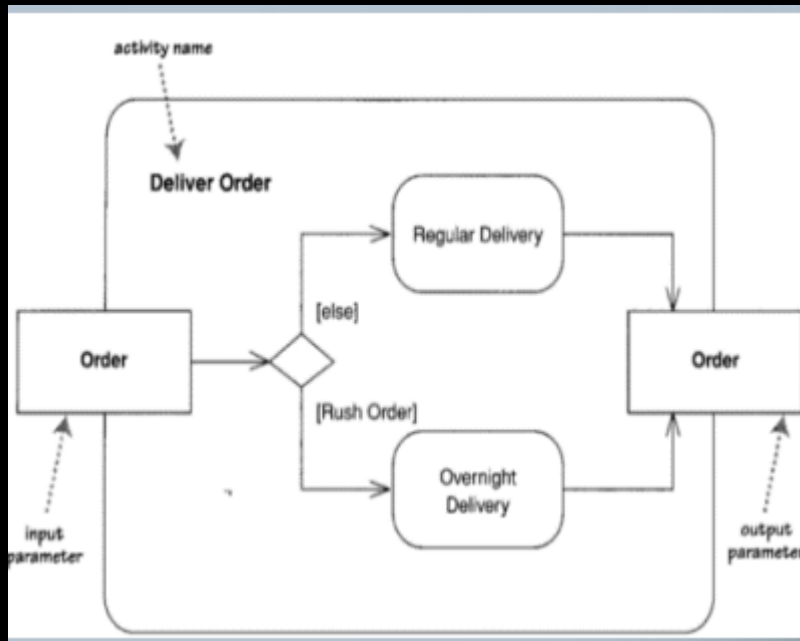 activity name
Deliver Order
Regular Delivery
[else]
Order
Order
[Rush Order]
Overnight
Delivery
input
parameter
output
parameter